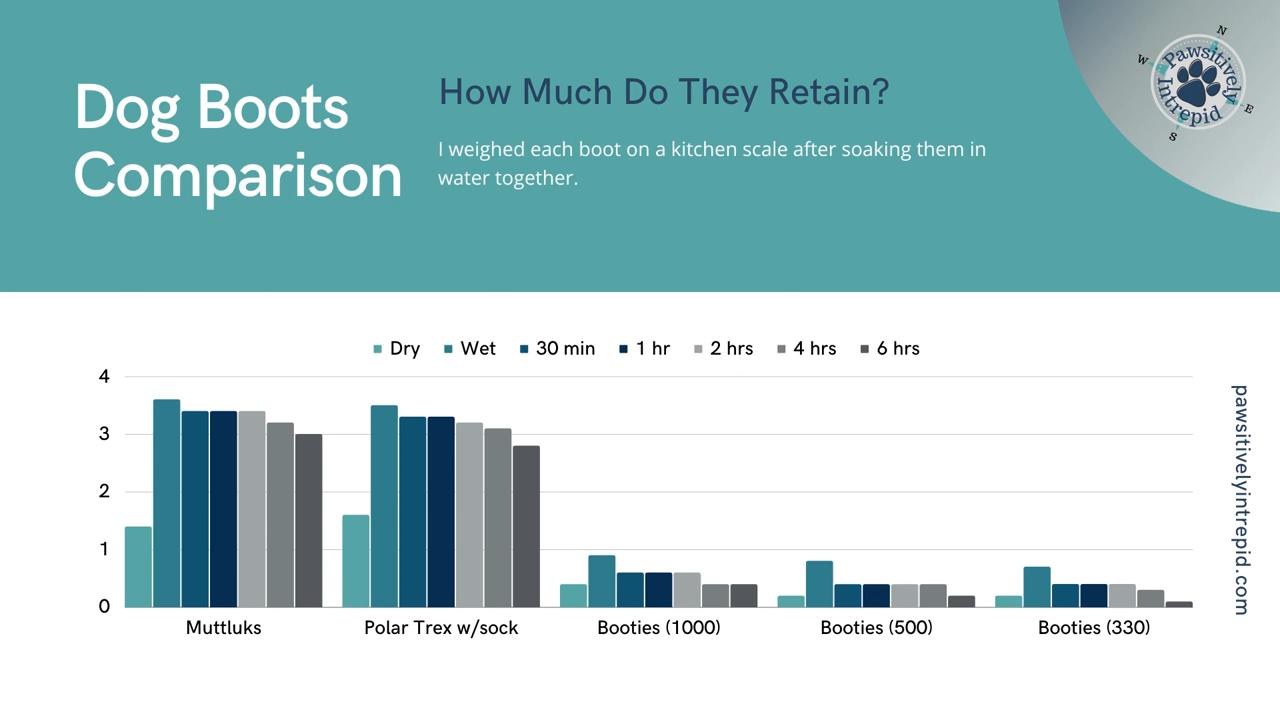 Dog Boots
Comparison
How Much Do They Retain?
I weighed each boot on a kitchen scale after soaking them in
water together.
N
W
E
S
Pawsitively
Intrepid
Dry Wet 30 min 1 hr 2 hrs 4 hrs 6 hrs
4
3
2
1
0
Muttluks Polar Trex w/sock Booties (1000) Booties (500) Booties (330)
pawsitivelyintrepid.com